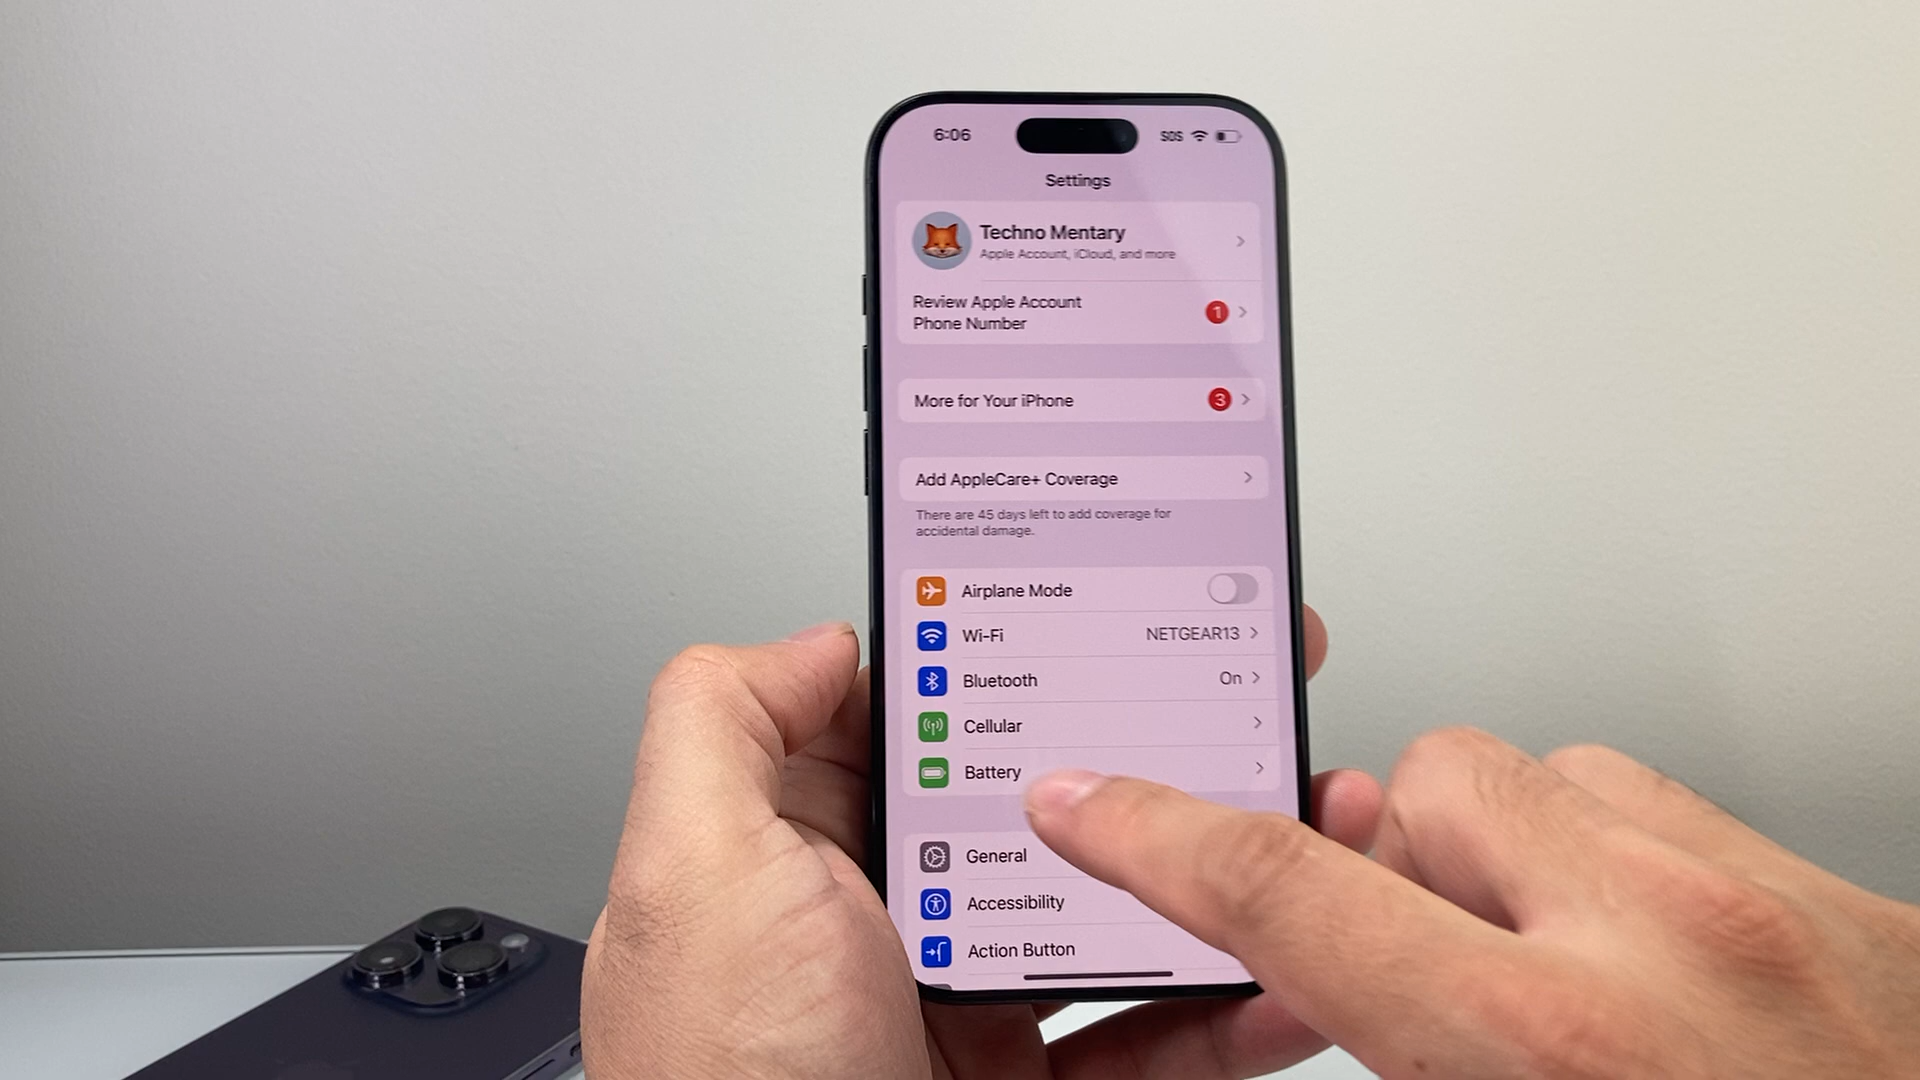 6:06 SOS
Settings
Techno Mentary
Apple Account, iCloud, and more
Review Apple Account
Phone Number
1
More for Your iPhone 3
Add AppleCare+ Coverage
There are 45 days left to add coverage for
accidental damage.
Airplane Mode
Wi-Fi NETGEAR13
Bluetooth On
Cellular
Battery
General
Accessibility
Action Button